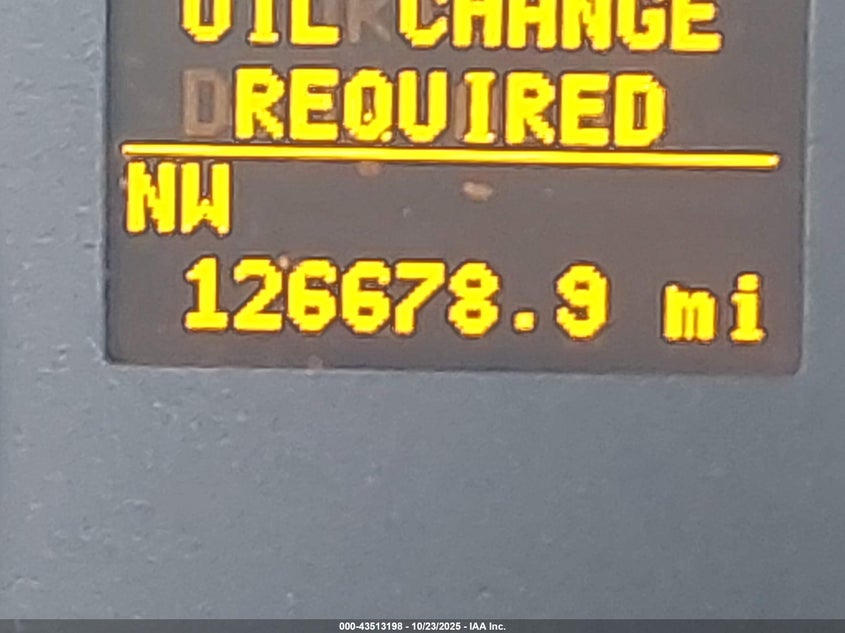 OIL CHANGE
REQUIRED
NW
126678.9 mi
000-43513198 - 10/23/2025 - IAA Inc.